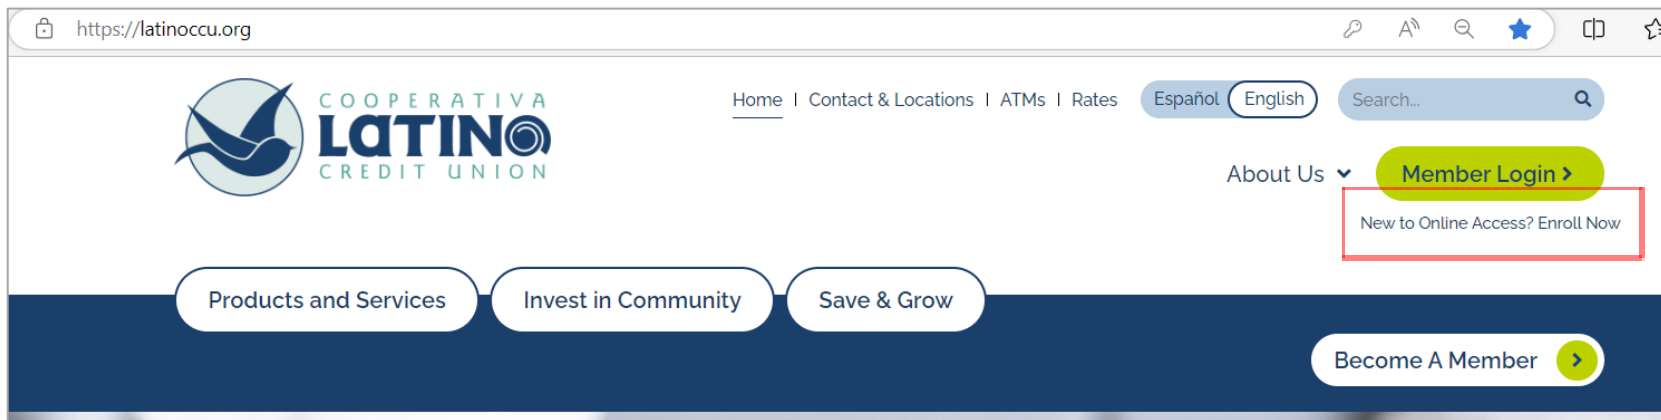 https://latinoccu.org
COOPERATIVA
LATINO
CREDIT UNION
Home | Contact & Locations | ATMs | Rates
Español English
Search...
About Us
Member Login >
New to Online Access? Enroll Now
Products and Services
Invest in Community
Save & Grow
Become A Member >